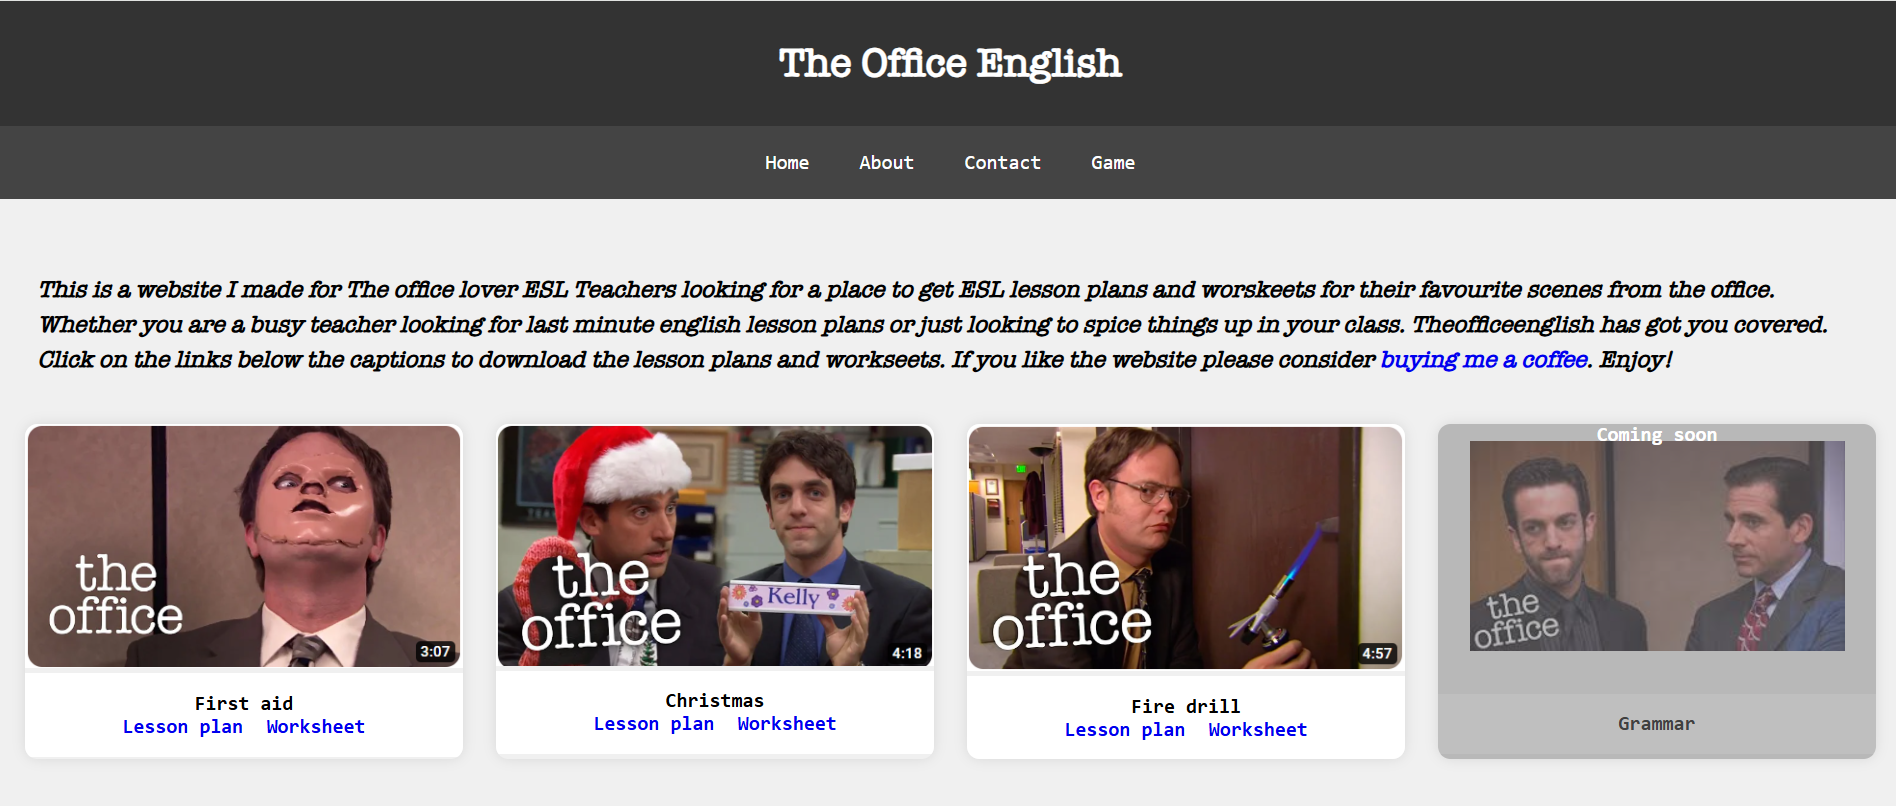 The Office English
Home About Contact Game
This is a website I made for The office lover ESL Teachers looking for a place to get ESL lesson plans and worskeets for their favourite scenes from the office.
Whether you are a busy teacher looking for last minute english lesson plans or just looking to spice things up in your class. Theofficeenglish has got you covered.
Click on the links below the captions to download the lesson plans and workseets. If you like the website please consider buying me a coffee. Enjoy!
the
office
3:07
First aid
Lesson plan Worksheet
Kelly
the
office
4:18
Christmas
Lesson plan Worksheet
the
office
4:57
Fire drill
Lesson plan Worksheet
Coming soon
the
office
Grammar